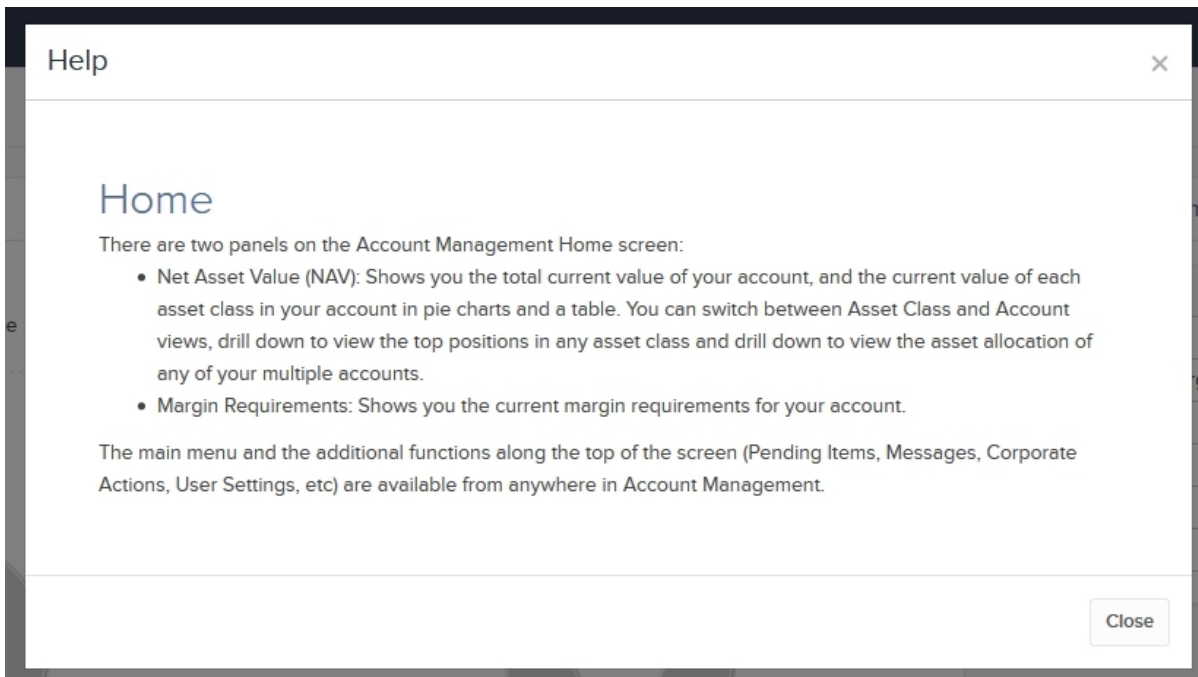 Help
×
Home
There are two panels on the Account Management Home screen:
• Net Asset Value (NAV): Shows you the total current value of your account, and the current value of each
asset class in your account in pie charts and a table. You can switch between Asset Class and Account
views, drill down to view the top positions in any asset class and drill down to view the asset allocation of
any of your multiple accounts.
• Margin Requirements: Shows you the current margin requirements for your account.
The main menu and the additional functions along the top of the screen (Pending Items, Messages, Corporate
Actions, User Settings, etc) are available from anywhere in Account Management.
Close